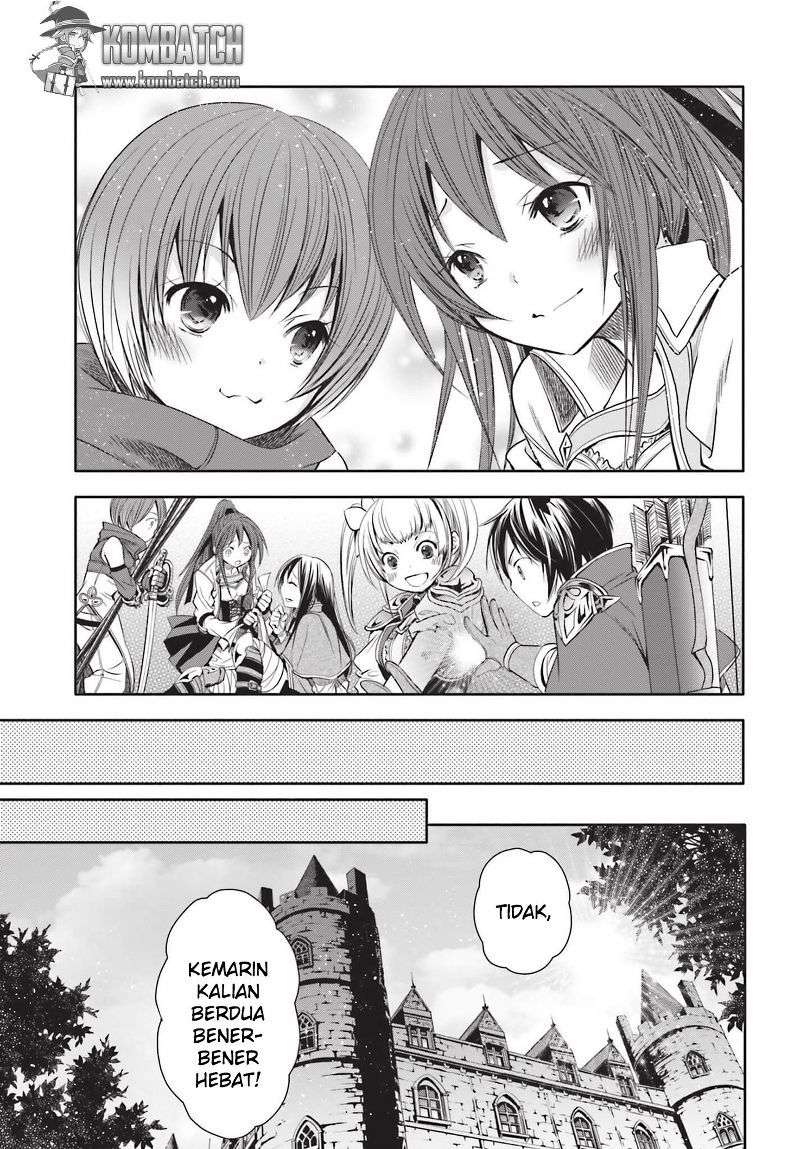 KOMBATCH
www.kombatch.com
TIDAK,
KEMARIN
KALIAN
BERDUA
BENER-
BENER
HEBAT!